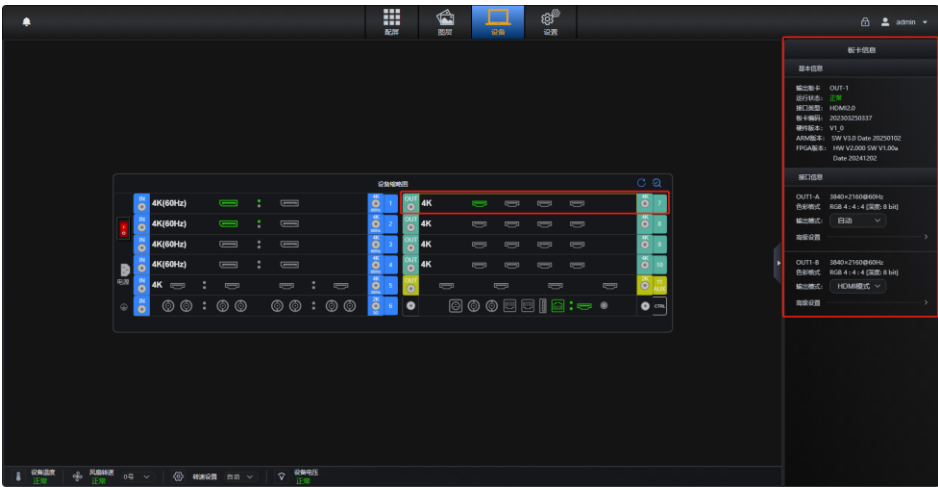 配屏
图层
设备
设置
admin
板卡信息
基本信息
输出板卡 OUT-1
运行状态: 正常
接口类型: HDMI2.0
板卡编码: 202303250337
硬件版本: V1_0
ARM版本: SW V3.0 Date 20250102
FPGA版本: HW V2.000 SW V1.00a
Date 20241202
接口信息
OUT1-A 3840×2160@60Hz
色彩格式 RGB 4:4:4 [深度: 8 bit]
输出模式: 自动
高级设置
OUT1-B 3840×2160@60Hz
色彩格式 RGB 4:4:4 [深度: 8 bit]
输出模式: HDMI模式
高级设置
设备缩略图
IN 4K(60Hz) 4K 1 OUT 4K 4K 7
IN 4K(60Hz) 4K 2 OUT 4K 4K 8
IN 4K(60Hz) 4K 3 OUT 4K 4K 9
IN 4K(60Hz) 4K 4 OUT 4K 4K 10
电源 IN 4K 4K 5 OUT
IN 6 CTRL
设备温度
正常
风扇转速
正常
0号
转速设置 自动
设备电压
正常